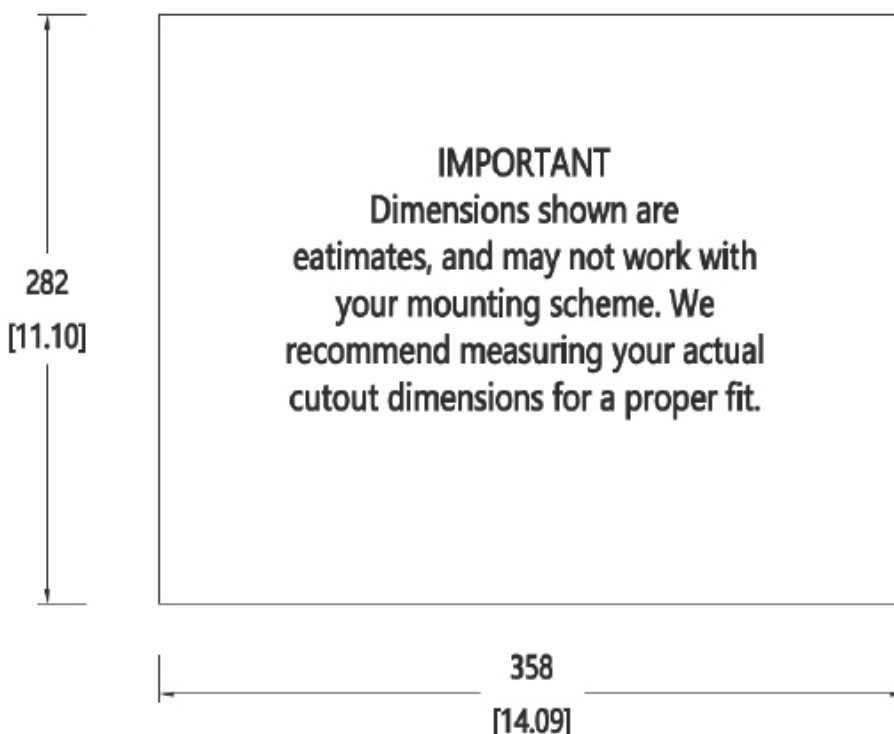 IMPORTANT
Dimensions shown are
eatimates, and may not work with
your mounting scheme. We
recommend measuring your actual
cutout dimensions for a proper fit.
282
[11.10]
358
[14.09]